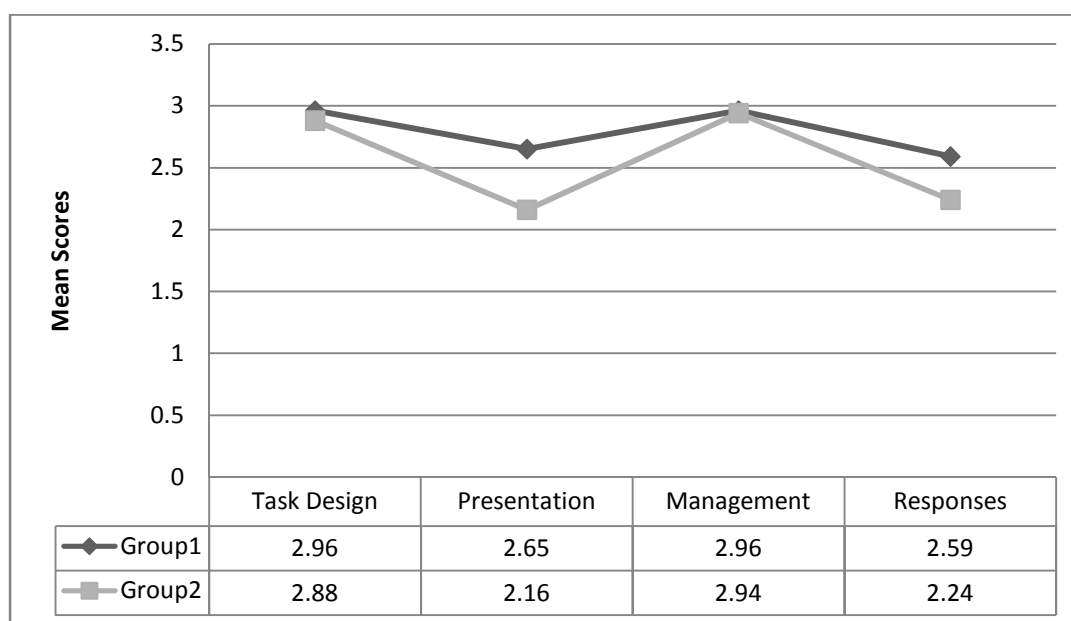 3.5
3
2.5
2
1.5
1
0.5
0
Mean Scores
Task Design Presentation Management Responses
Group1 2.96 2.65 2.96 2.59
Group2 2.88 2.16 2.94 2.24